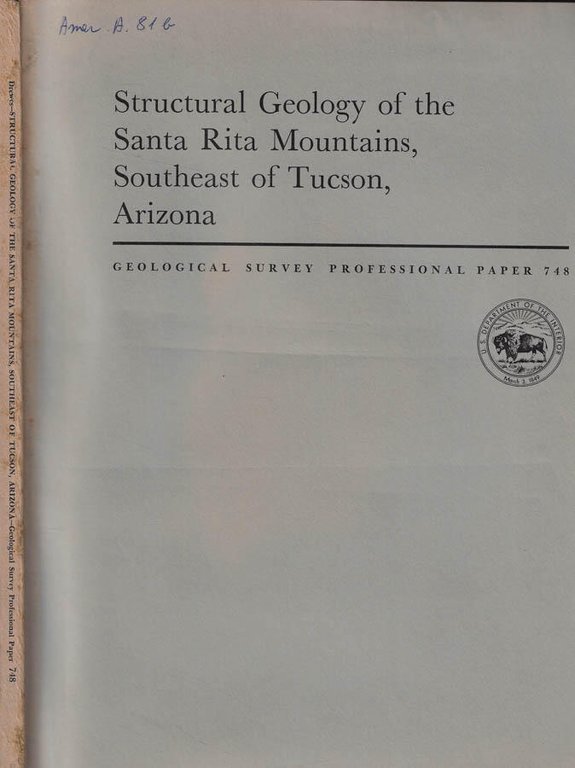 Amer. A. 81 b
Structural Geology of the
Santa Rita Mountains,
Southeast of Tucson,
Arizona
GEOLOGICAL SURVEY PROFESSIONAL PAPER 748
U.S. DEPARTMENT OF THE INTERIOR
March 3, 1849
Drewes—STRUCTURAL GEOLOGY OF THE SANTA RITA MOUNTAINS, SOUTHEAST OF TUCSON, ARIZONA—Geological Survey Professional Paper 748